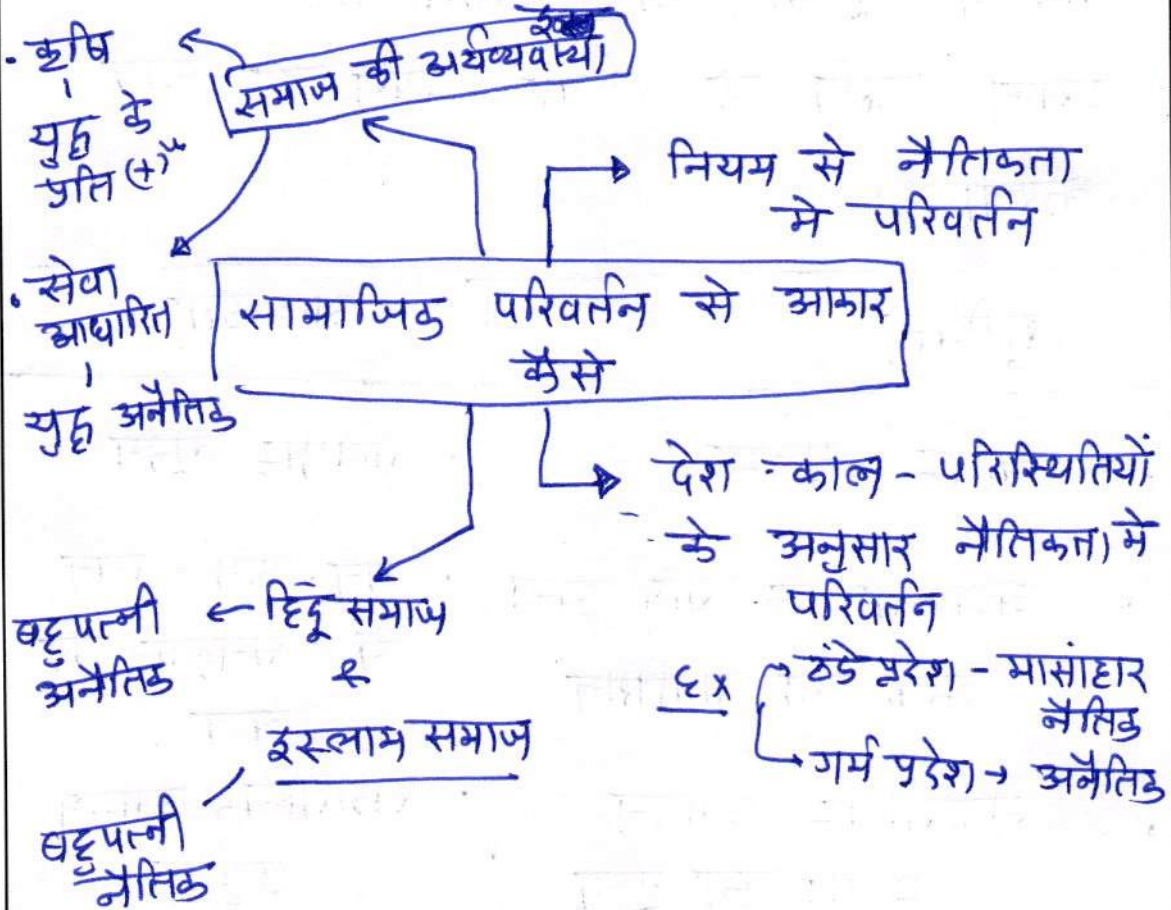 समाज की अर्थव्यवस्था
• कृषि
युद्ध के
प्रति (+)ve
• सेवा
आधारित
युद्ध अनैतिक
नियम से नैतिकता
मे परिवर्तन
सामाजिक परिवर्तन से आकार
कैसे
देश - काल - परिस्थितियों
के अनुसार नैतिकता मे
परिवर्तन
Ex
ठंडे प्रदेश - मासांहार
नैतिक
गर्म प्रदेश → अनैतिक
बहुपत्नी ← हिंदू समाज
अनैतिक
&
इस्लाम समाज
बहुपत्नी
नैतिक